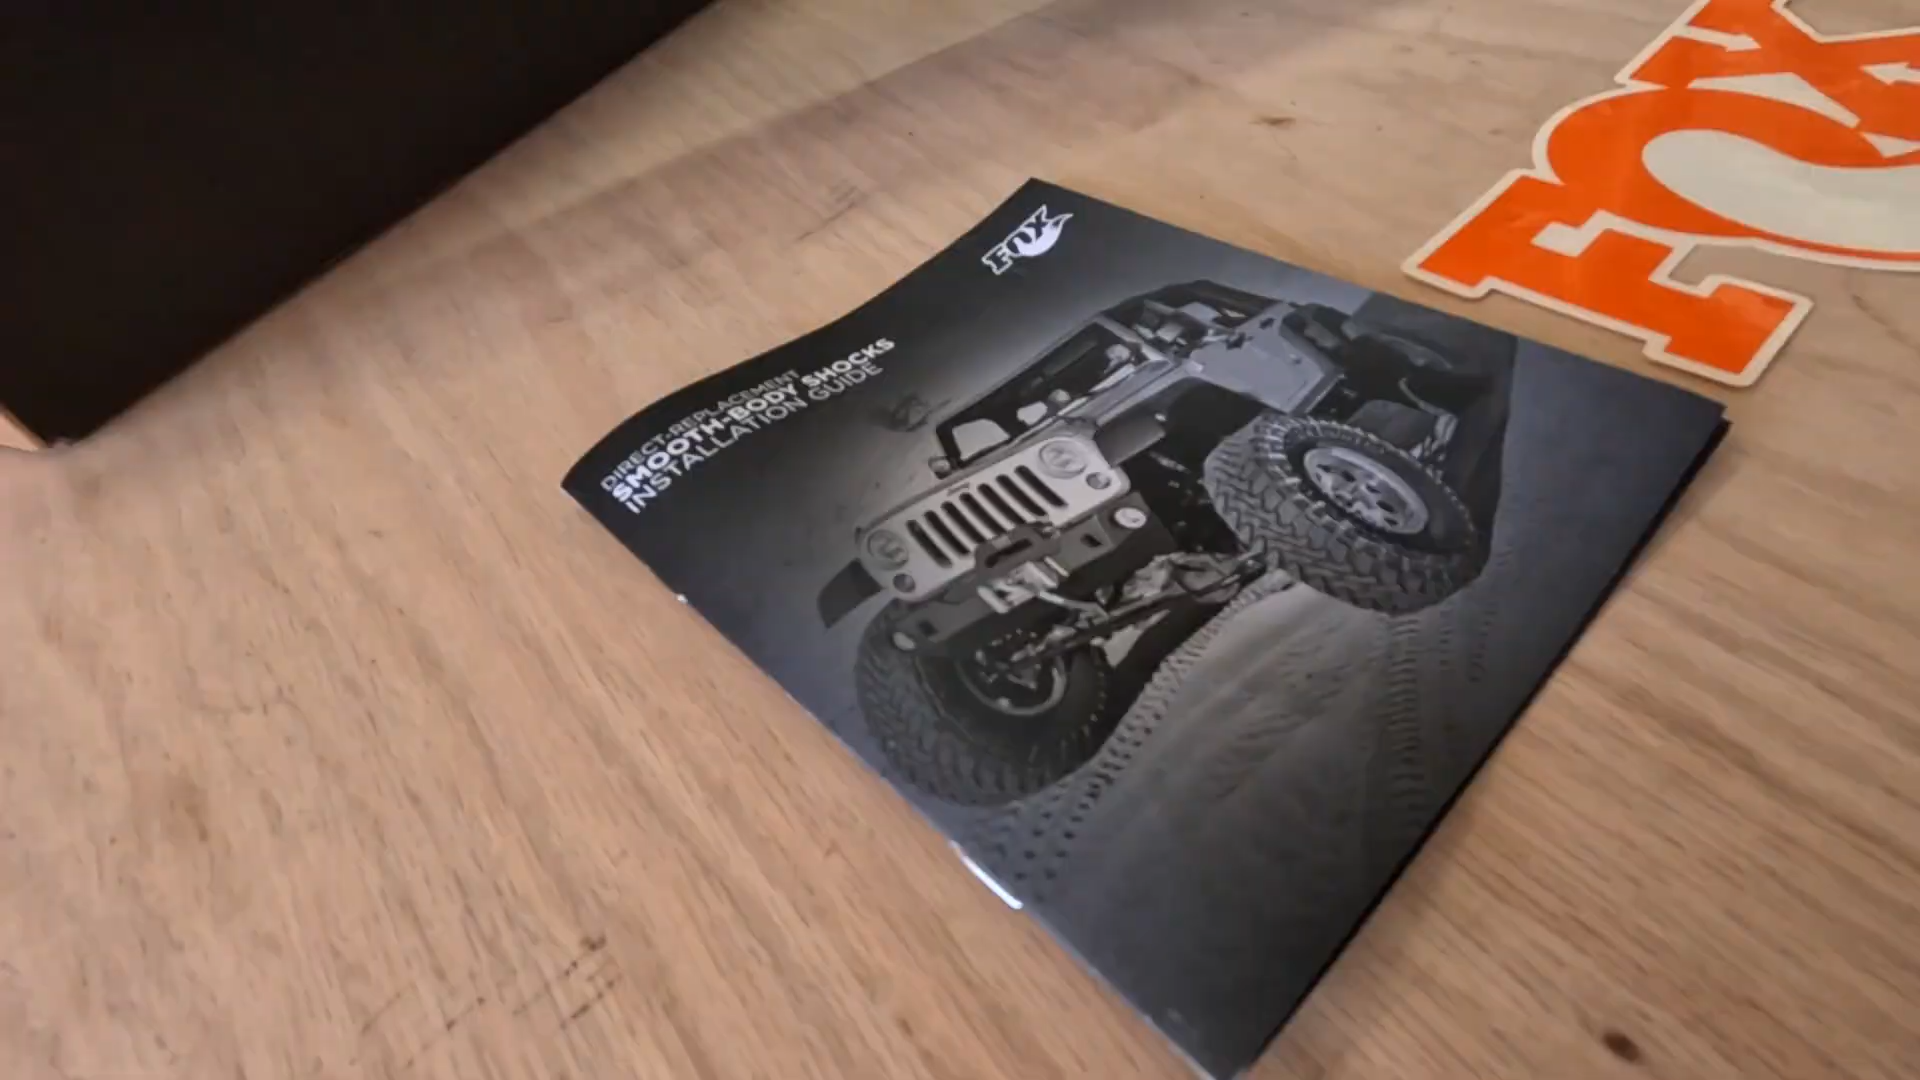 FOX
DIRECT-REPLACEMENT
SMOOTH-BODY SHOCKS
INSTALLATION GUIDE
FOX